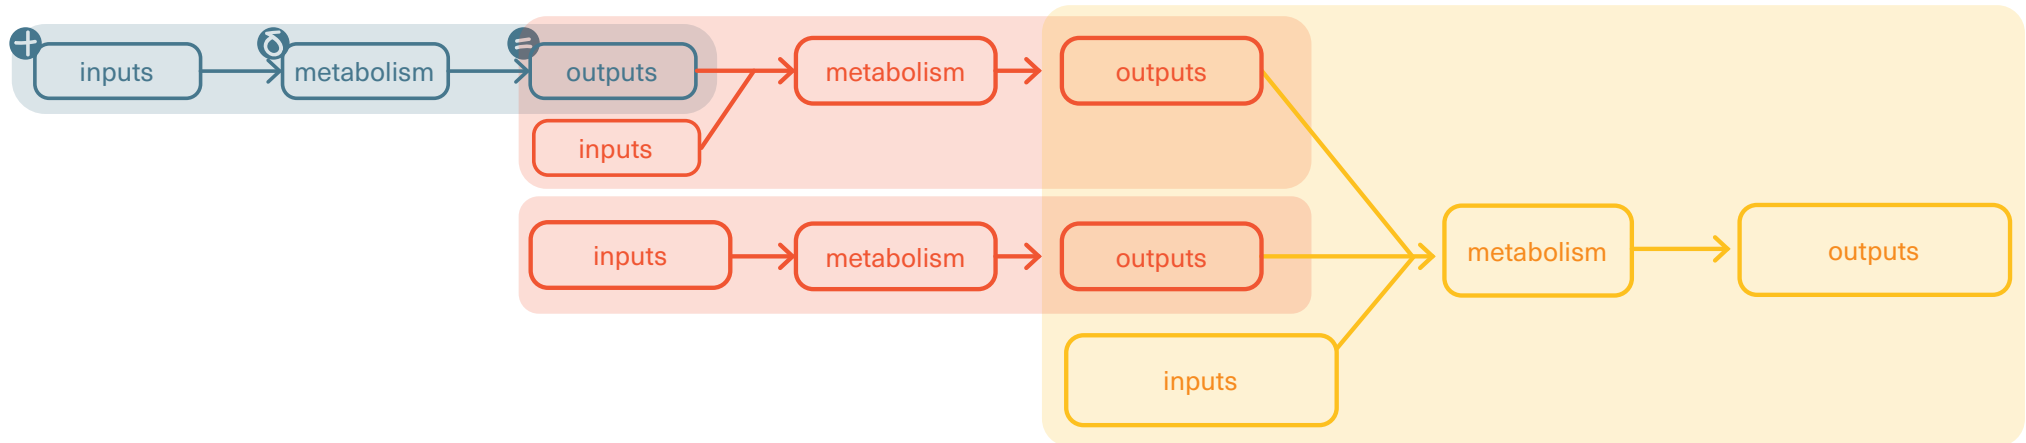 +
δ
=
inputs
metabolism
outputs
metabolism
outputs
inputs
inputs
metabolism
outputs
metabolism
outputs
inputs